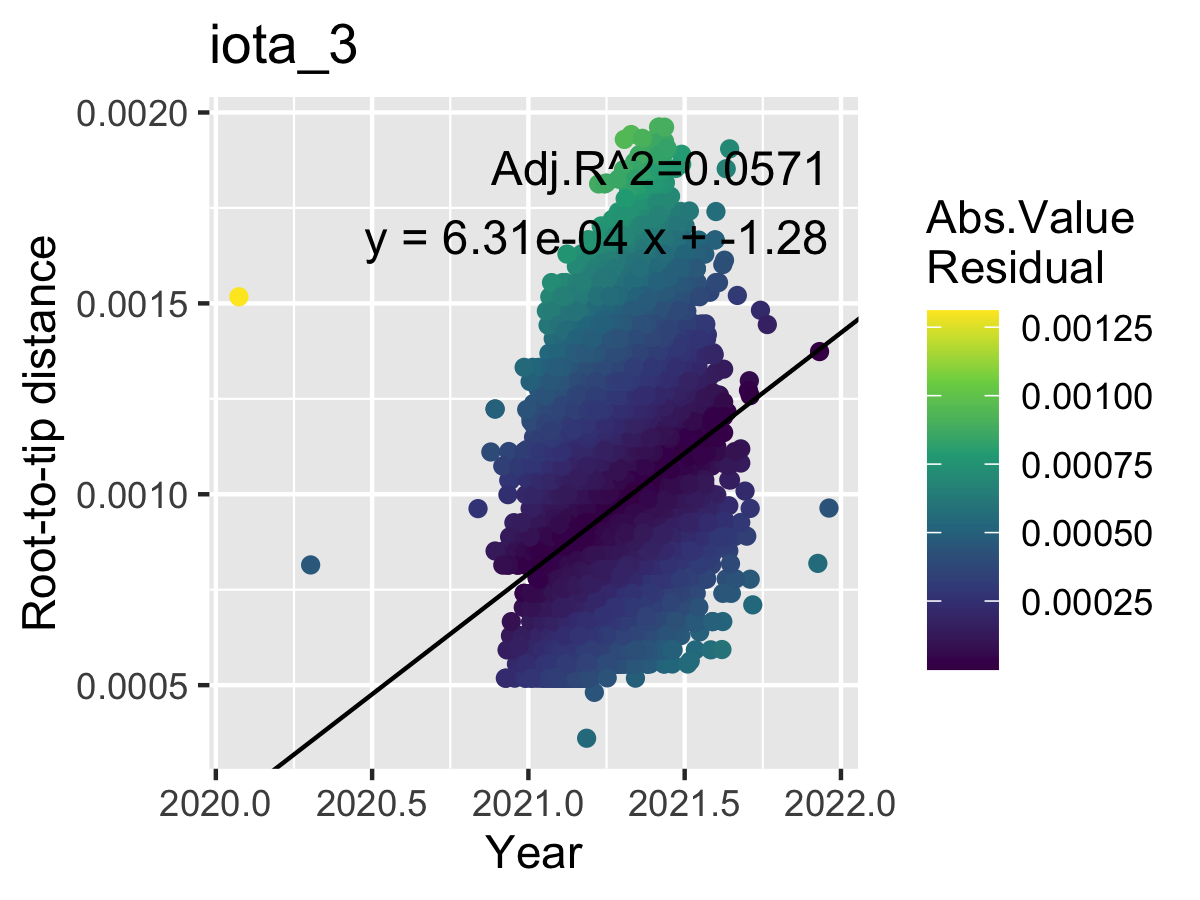 iota_3
0.0020
0.0015
0.0010
0.0005
Root-to-tip distance
Adj.R^2=0.0571
y = 6.31e-04 x + -1.28
2020.0 2020.5 2021.0 2021.5 2022.0
Year
Abs.Value
Residual
0.00125
0.00100
0.00075
0.00050
0.00025